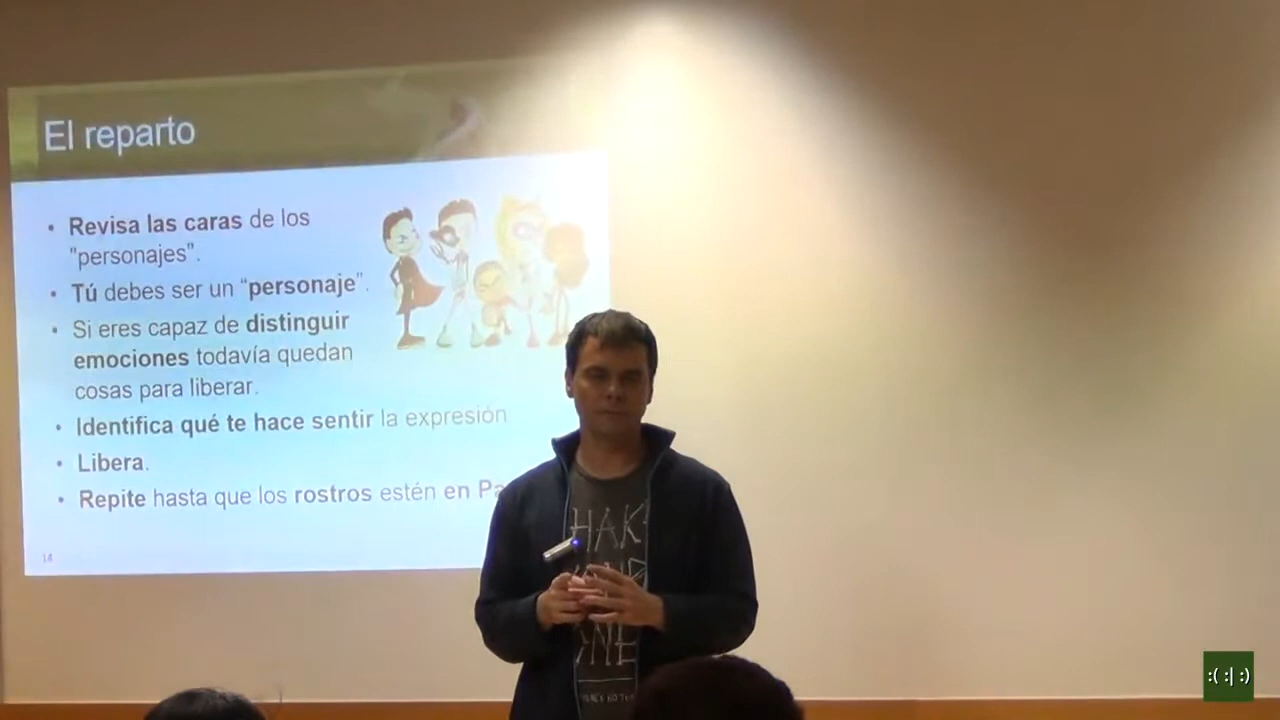 El reparto
• Revisa las caras de los
"personajes".
• Tú debes ser un “personaje”.
• Si eres capaz de distinguir
emociones todavía quedan
cosas para liberar.
• Identifica qué te hace sentir la expresión
• Libera.
• Repite hasta que los rostros estén en Pa
14
HAK
:( :| :)